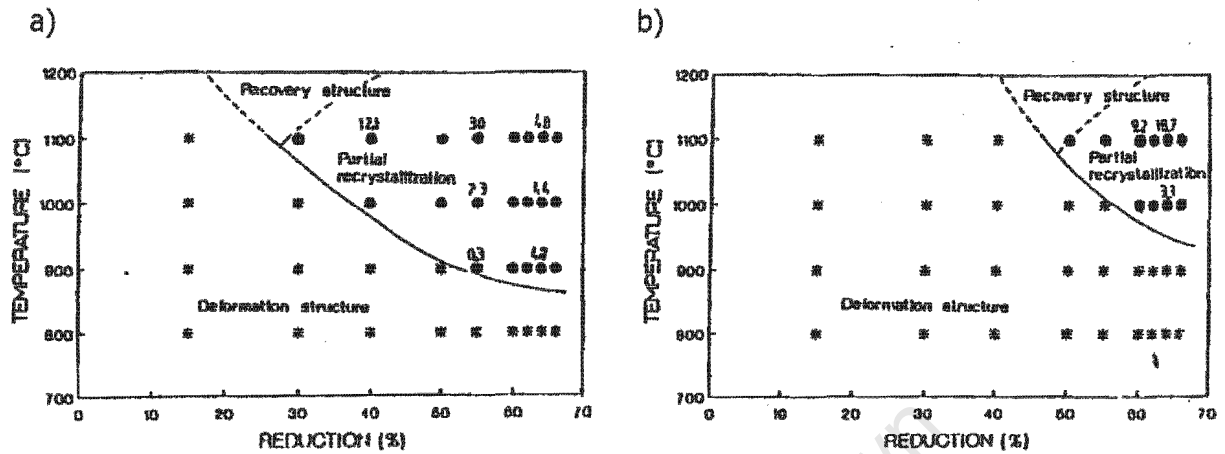 a)
b)
1200
1100
1000
900
800
700
TEMPERATURE (°C)
Recovery structure
12.1 30 4.0
Partial
recrystallization
2.3 4.4
0.3 4.8
Deformation structure
0 10 20 30 40 50 60 70
REDUCTION (%)
1200
1100
1000
900
800
700
TEMPERATURE (°C)
Recovery structure
9.2 16.7
Partial
recrystallization
3.1
Deformation structure
0 10 20 30 40 50 60 70
REDUCTION (%)